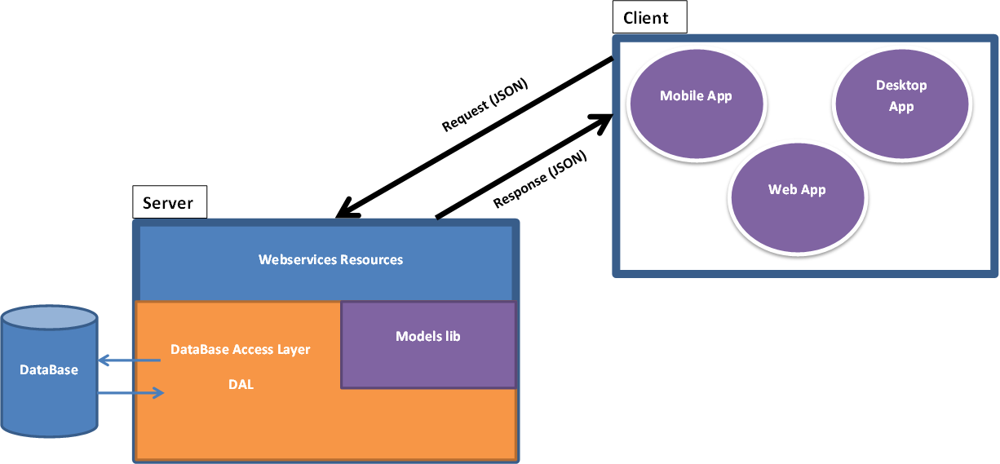 Client
Mobile App
Desktop
App
Web App
Request (JSON)
Response (JSON)
Server
Webservices Resources
Models lib
DataBase Access Layer
DAL
DataBase